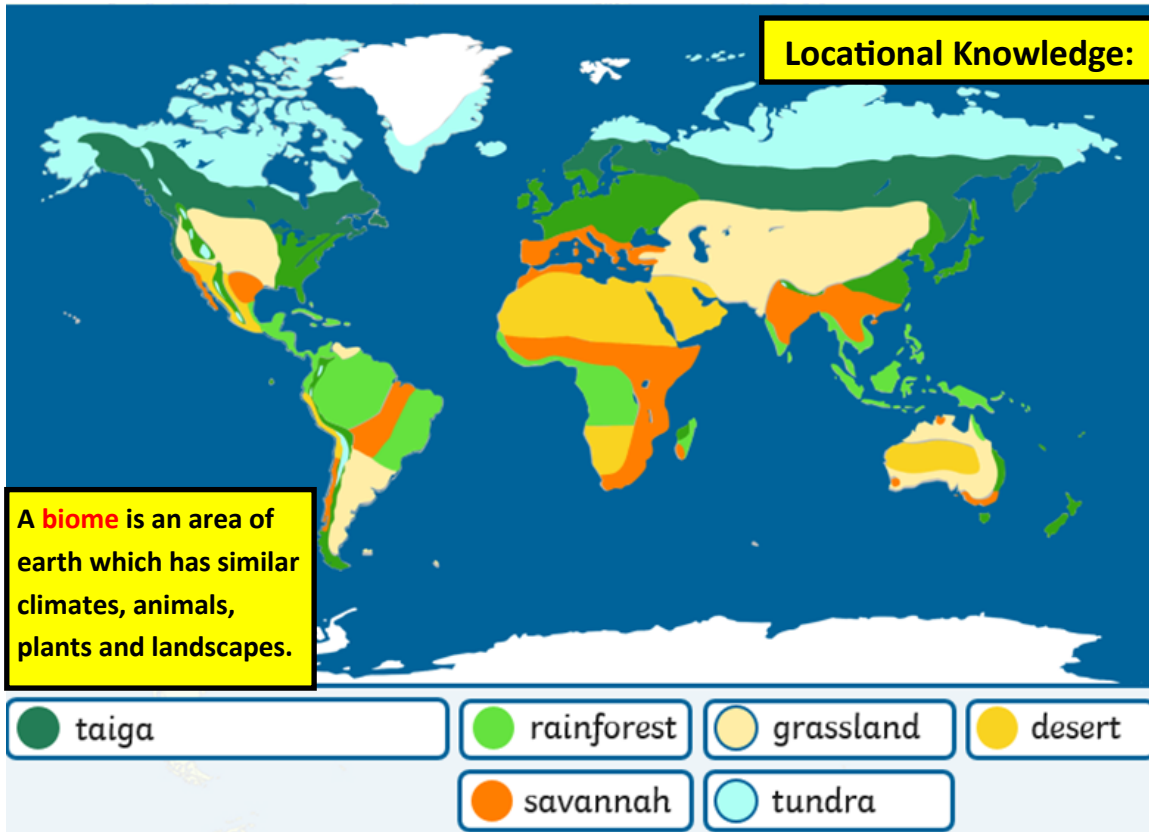 Locational Knowledge:
A biome is an area of
earth which has similar
climates, animals,
plants and landscapes.
taiga
rainforest
grassland
desert
savannah
tundra